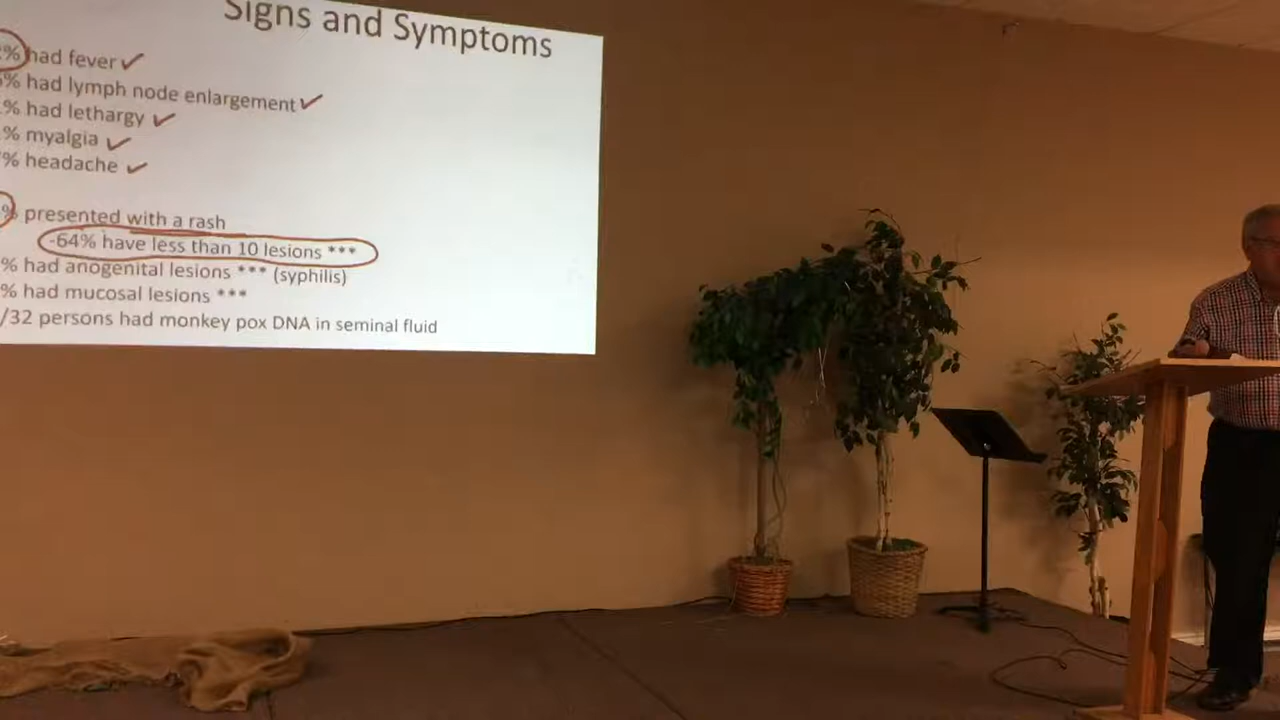 Signs and Symptoms
% had fever
% had lymph node enlargement
% had lethargy
% myalgia
% headache
% presented with a rash
-64% have less than 10 lesions ***
% had anogenital lesions *** (syphilis)
% had mucosal lesions ***
/32 persons had monkey pox DNA in seminal fluid